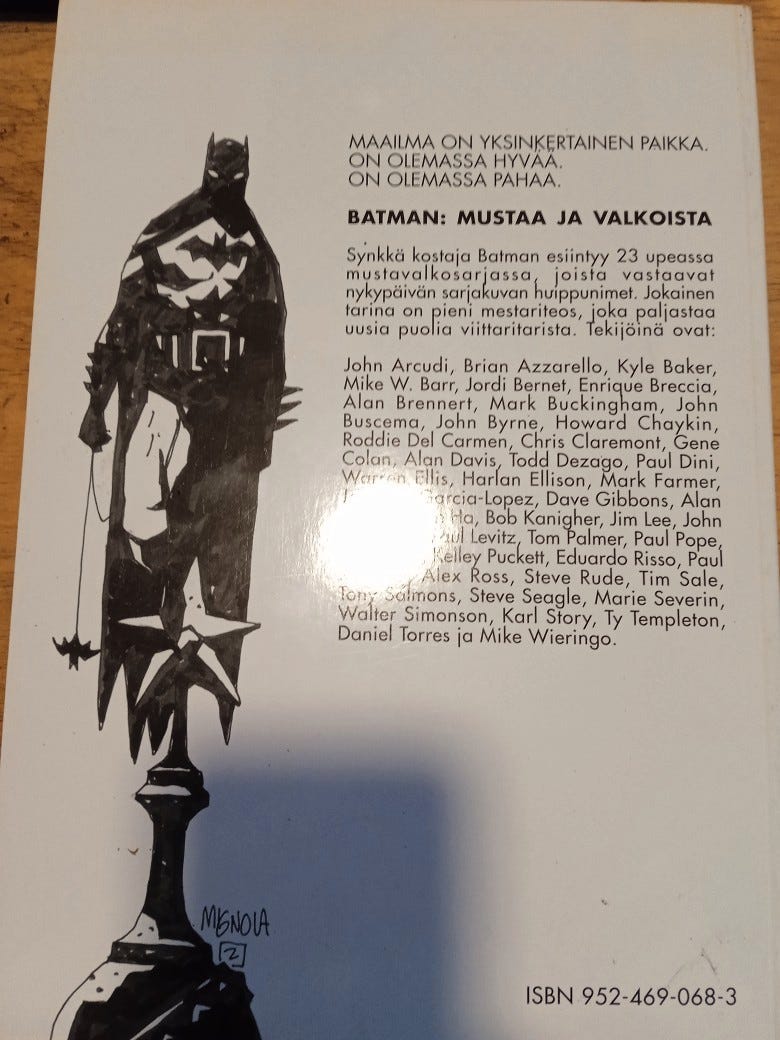 MAAILMA ON YKSINKERTAINEN PAIKKA.
ON OLEMASSA HYVÄÄ.
ON OLEMASSA PAHAA.
BATMAN: MUSTAA JA VALKOISTA
Synkkä kostaja Batman esiintyy 23 upeassa
mustavalkosarjassa, joista vastaavat
nykypäivän sarjakuvan huippunimet. Jokainen
tarina on pieni mestariteos, joka paljastaa
uusia puolia viittaritarista. Tekijöinä ovat:
John Arcudi, Brian Azzarello, Kyle Baker,
Mike W. Barr, Jordi Bernet, Enrique Breccia,
Alan Brennert, Mark Buckingham, John
Buscema, John Byrne, Howard Chaykin,
Roddie Del Carmen, Chris Claremont, Gene
Colan, Alan Davis, Todd Dezago, Paul Dini,
Warren Ellis, Harlan Ellison, Mark Farmer,
Garcia-Lopez, Dave Gibbons, Alan
Ha, Bob Kanigher, Jim Lee, John
Paul Levitz, Tom Palmer, Paul Pope,
Kelley Puckett, Eduardo Risso, Paul
Alex Ross, Steve Rude, Tim Sale,
Tony Salmons, Steve Seagle, Marie Severin,
Walter Simonson, Karl Story, Ty Templeton,
Daniel Torres ja Mike Wieringo.
MIGNOLA
2
ISBN 952-469-068-3